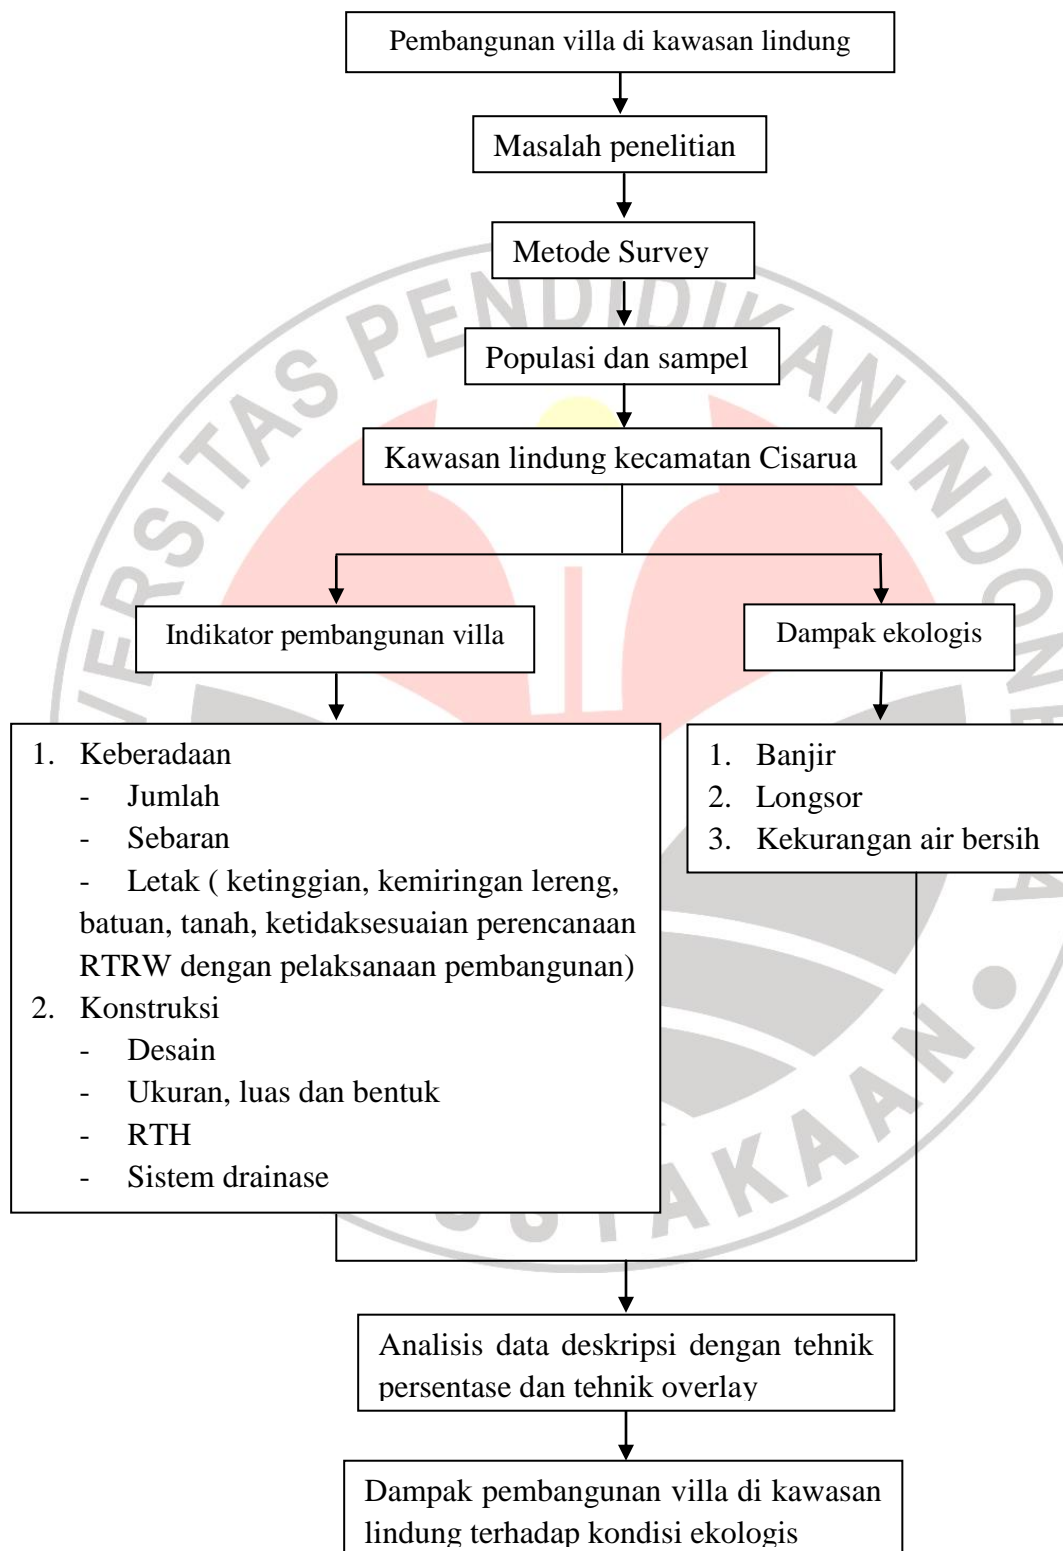 Pembangunan villa di kawasan lindung
Masalah penelitian
Metode Survey
Populasi dan sampel
Kawasan lindung kecamatan Cisarua
Indikator pembangunan villa
Dampak ekologis
1. Keberadaan
- Jumlah
- Sebaran
- Letak ( ketinggian, kemiringan lereng,
batuan, tanah, ketidaksesuaian perencanaan
RTRW dengan pelaksanaan pembangunan)
2. Konstruksi
- Desain
- Ukuran, luas dan bentuk
- RTH
- Sistem drainase
1. Banjir
2. Longsor
3. Kekurangan air bersih
Analisis data deskripsi dengan tehnik
persentase dan tehnik overlay
Dampak pembangunan villa di kawasan
lindung terhadap kondisi ekologis
PENDIDIKAN